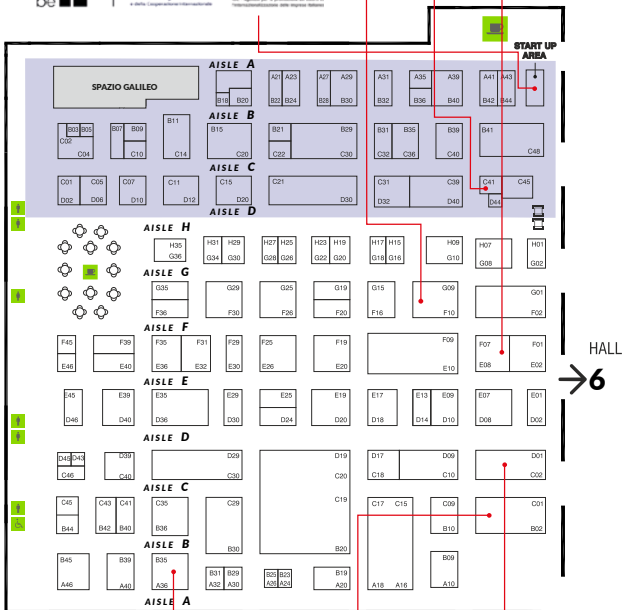 be
e della Cooperazione Internazionale
START UP
AREA
AISLE A
SPAZIO GALILEO
A21 A23
A27 A29
A31
A35 A39
A41 A43
B18 B20
B22 B24
B28 B30
B32
B36 B40
B42 B44
AISLE B
B03 B05
B07 B09
B11
B15
B21 B29
B31 B35
B39
B41
C02
C04
C10
C14
C20
C22 C30
C32 C36
C40
C48
AISLE C
C01 C05
C07
C11
C15
C21
C31 C39
C41 C45
D02 D06
D10
D12
D20
D30
D32 D40
D44
AISLE D
AISLE H
H35
H31 H29
H27 H25
H23 H19
H17 H15
H09
H07
H01
G36
G34 G30
G28 G26
G22 G20
G18 G16
G10
G08
G02
AISLE G
G35
G29
G25
G19
G15
G09
G01
F36
F30
F26
F20
F16
F10
F02
AISLE F
F45
F39
F35 F31
F29
F25
F19
F09
F07 F01
E46
E40
E36 E32
E30
E26
E20
E10
E08 E02
HALL
6
AISLE E
E45
E39
E35
E29
E25
E19
E17
E13 E09
E07
E01
D46
D40
D36
D30
D24
D20
D18
D14 D10
D08
D02
AISLE D
D45 D43
D39
D29
D19
D17 D09
D01
C46
C40
C30
C20
C18 C10
C02
AISLE C
C45
C43 C41
C35
C29
C19
C17 C15
C09
C01
B44
B42 B40
B36
B30
B20
B10
B02
AISLE B
B45
B39
B35
B31 B29
B25 B23
B19
B09
A46
A40
A36
A32 A30
A26 A24
A20
A18 A16
A10
AISLE A